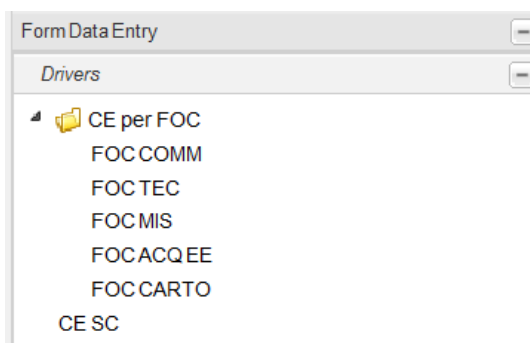 Form Data Entry
Drivers
CE per FOC
FOC COMM
FOC TEC
FOC MIS
FOC ACQ EE
FOC CARTO
CE SC